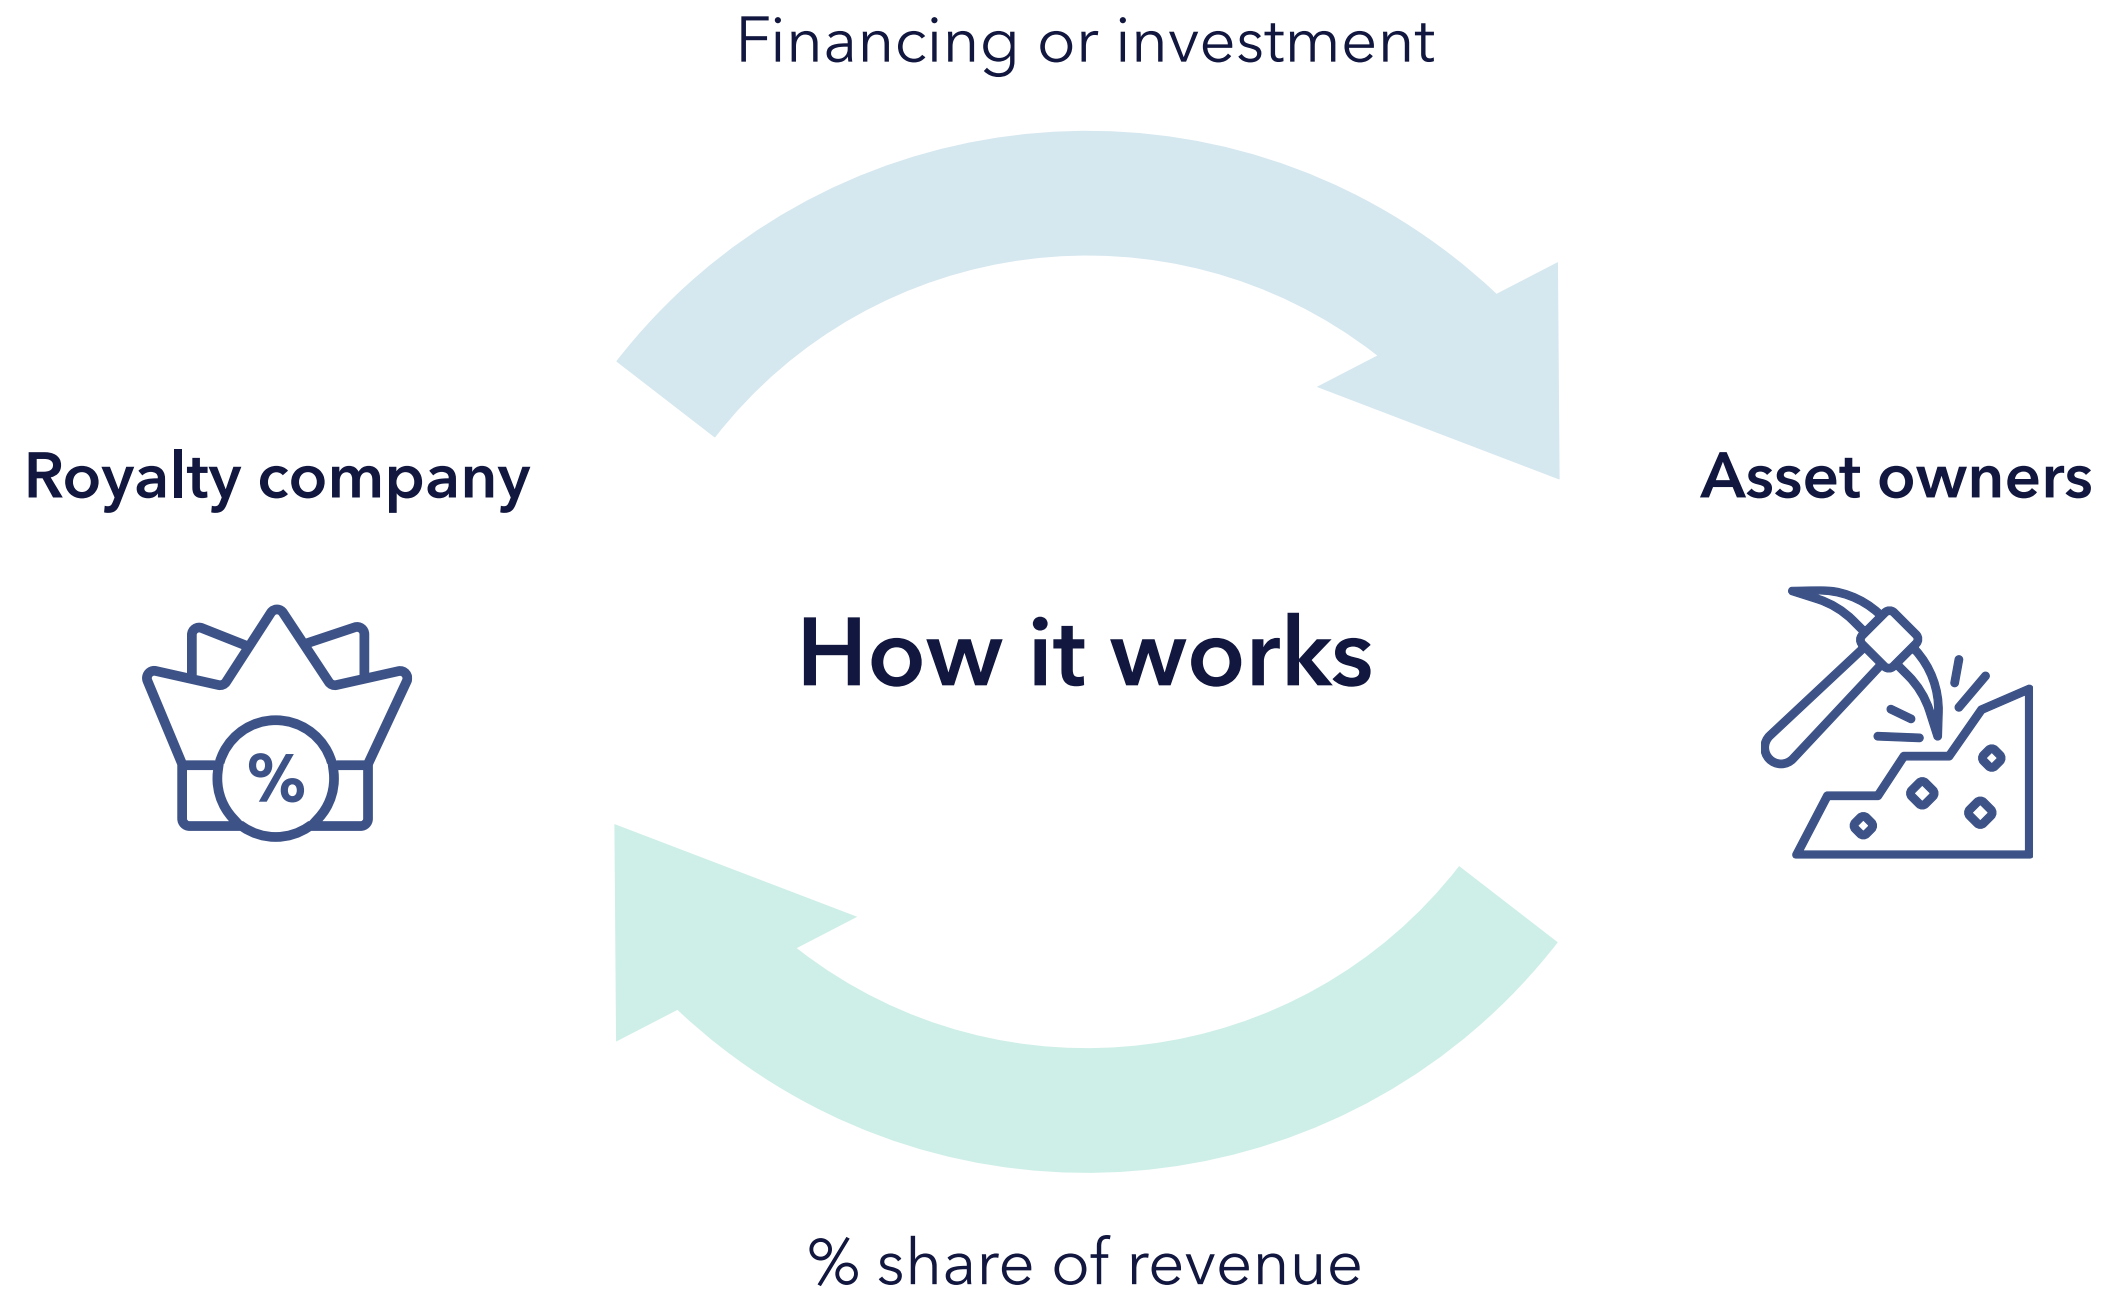 Financing or investment
Royalty company
Asset owners
How it works
%
% share of revenue